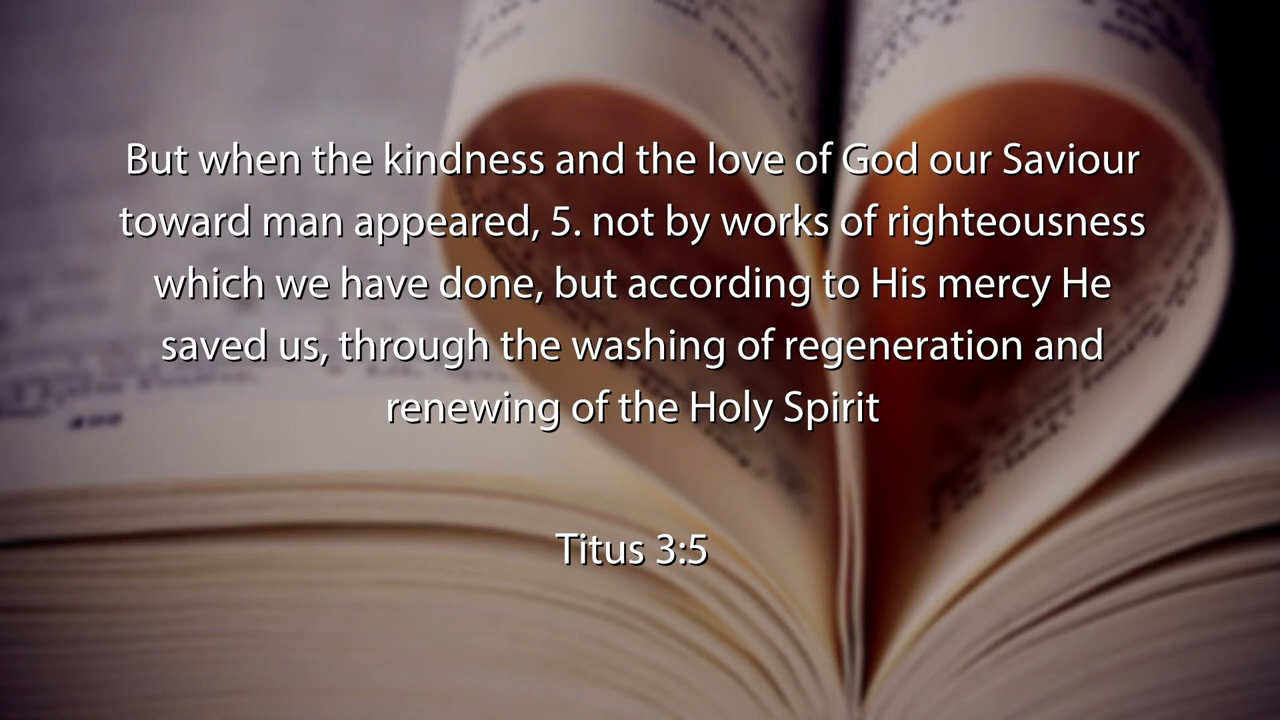 But when the kindness and the love of God our Saviour
toward man appeared, 5. not by works of righteousness
which we have done, but according to His mercy He
saved us, through the washing of regeneration and
renewing of the Holy Spirit
Titus 3:5